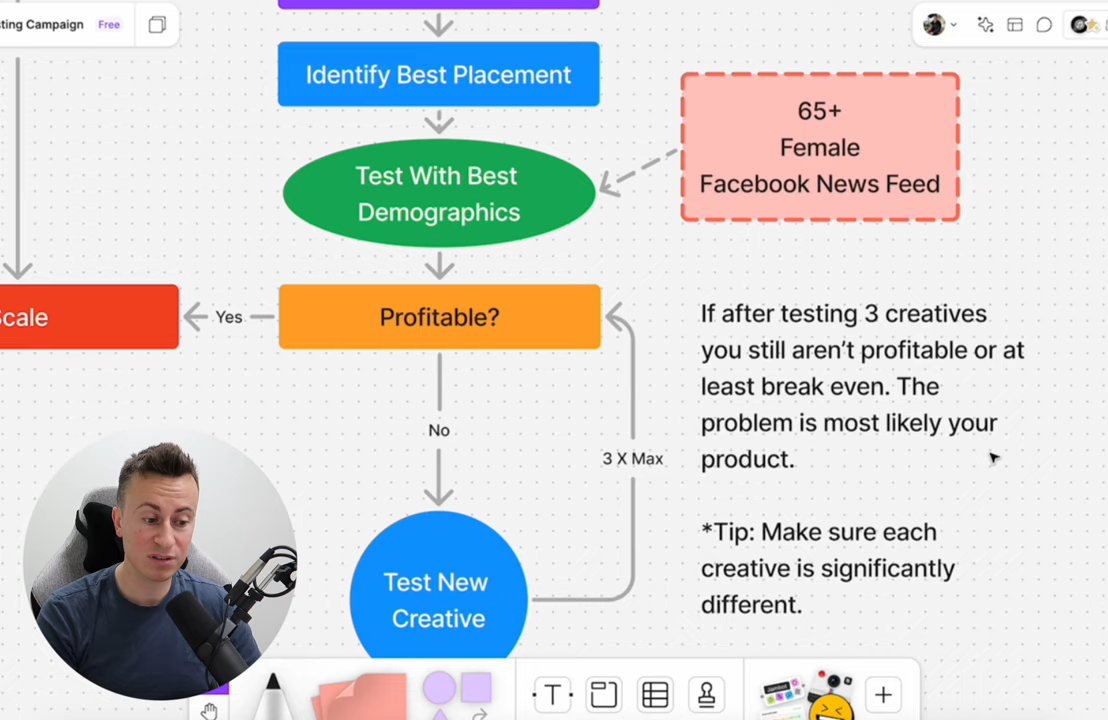 ting Campaign
Free
Identify Best Placement
Test With Best
Demographics
65+
Female
Facebook News Feed
Scale
Yes
Profitable?
If after testing 3 creatives
you still aren’t profitable or at
least break even. The
problem is most likely your
product.
No
3 X Max
*Tip: Make sure each
creative is significantly
different.
Test New
Creative
T